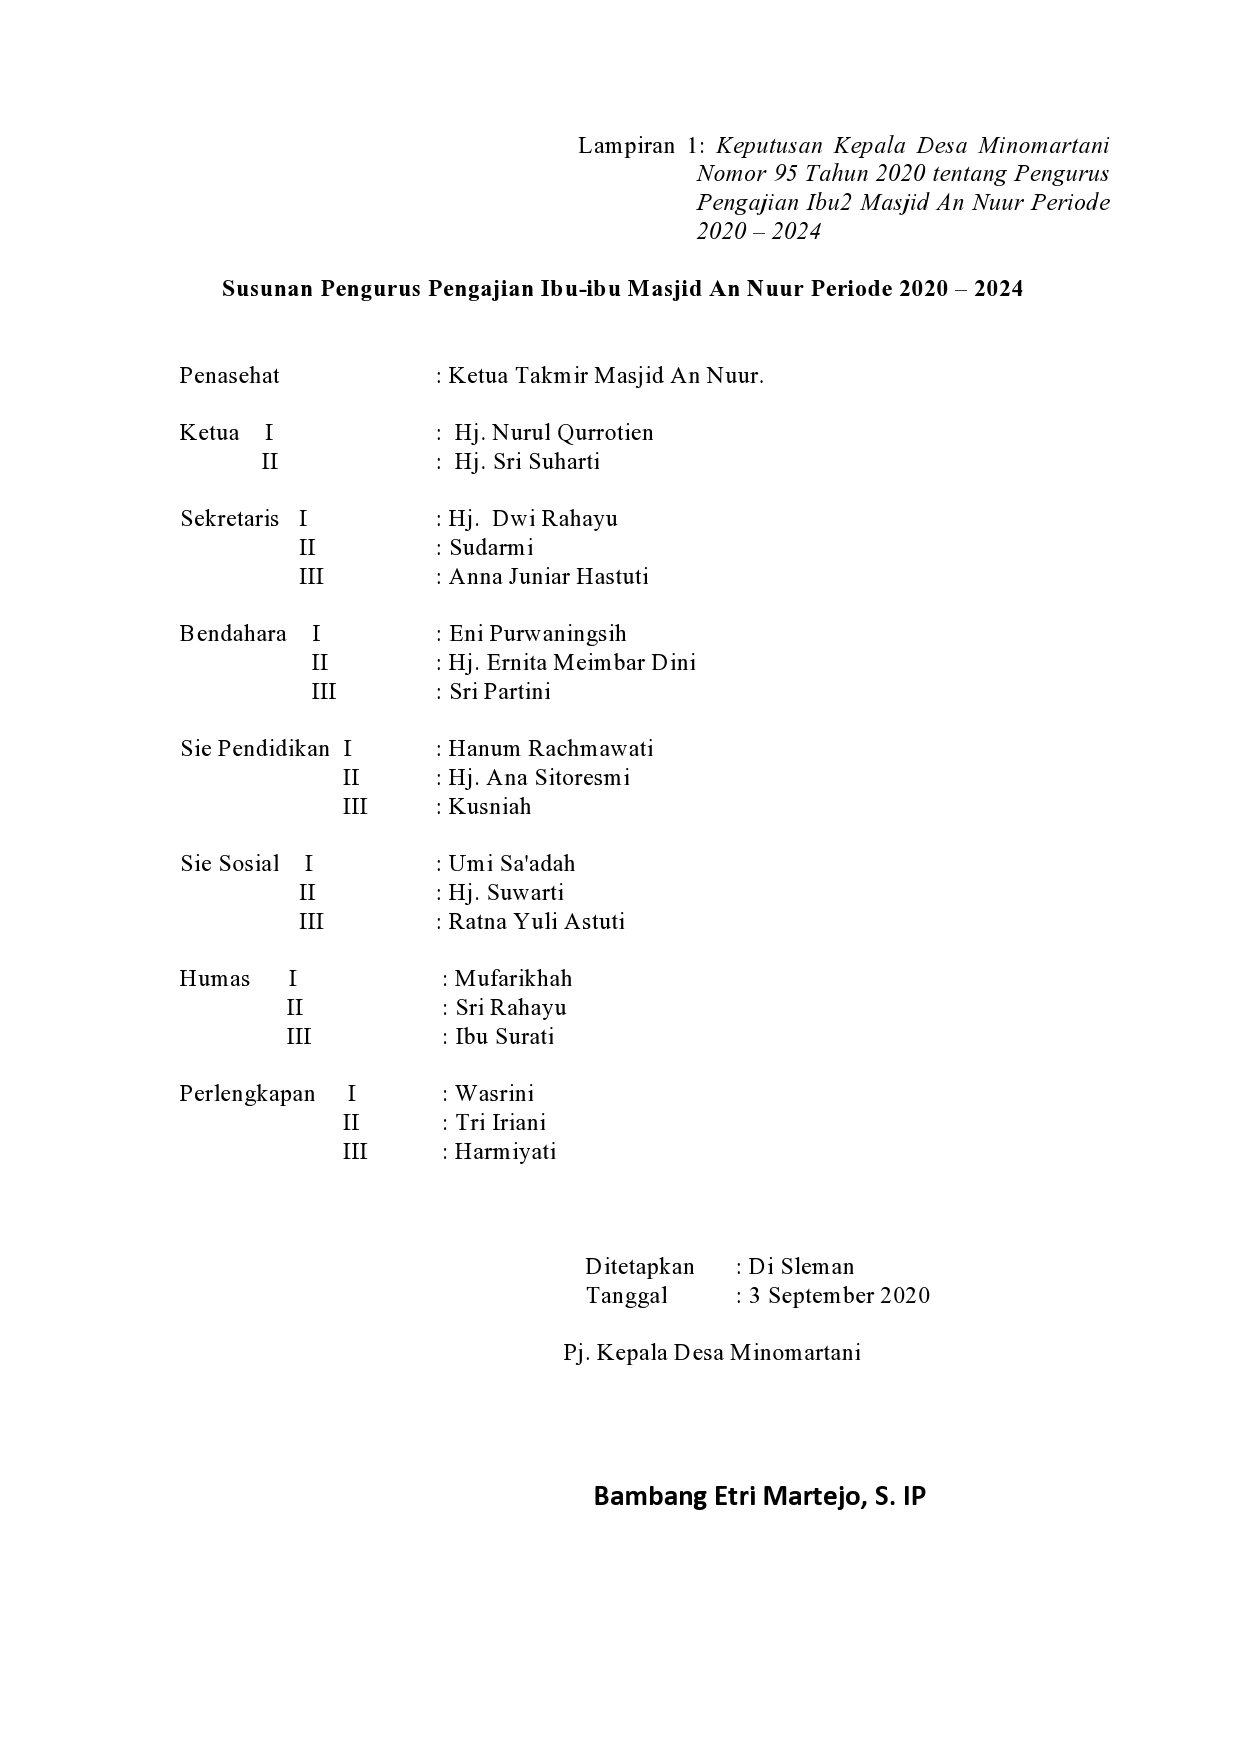 Lampiran 1: Keputusan Kepala Desa Minomartani
Nomor 95 Tahun 2020 tentang Pengurus
Pengajian Ibu2 Masjid An Nuur Periode
2020 – 2024
Susunan Pengurus Pengajian Ibu-ibu Masjid An Nuur Periode 2020 – 2024
Penasehat : Ketua Takmir Masjid An Nuur.
Ketua I : Hj. Nurul Qurrotien
II : Hj. Sri Suharti
Sekretaris I : Hj. Dwi Rahayu
II : Sudarmi
III : Anna Juniar Hastuti
Bendahara I : Eni Purwaningsih
II : Hj. Ernita Meimbar Dini
III : Sri Partini
Sie Pendidikan I : Hanum Rachmawati
II : Hj. Ana Sitoresmi
III : Kusniah
Sie Sosial I : Umi Sa'adah
II : Hj. Suwarti
III : Ratna Yuli Astuti
Humas I : Mufarikhah
II : Sri Rahayu
III : Ibu Surati
Perlengkapan I : Wasrini
II : Tri Iriani
III : Harmiyati
Ditetapkan : Di Sleman
Tanggal : 3 September 2020
Pj. Kepala Desa Minomartani
Bambang Etri Martejo, S. IP